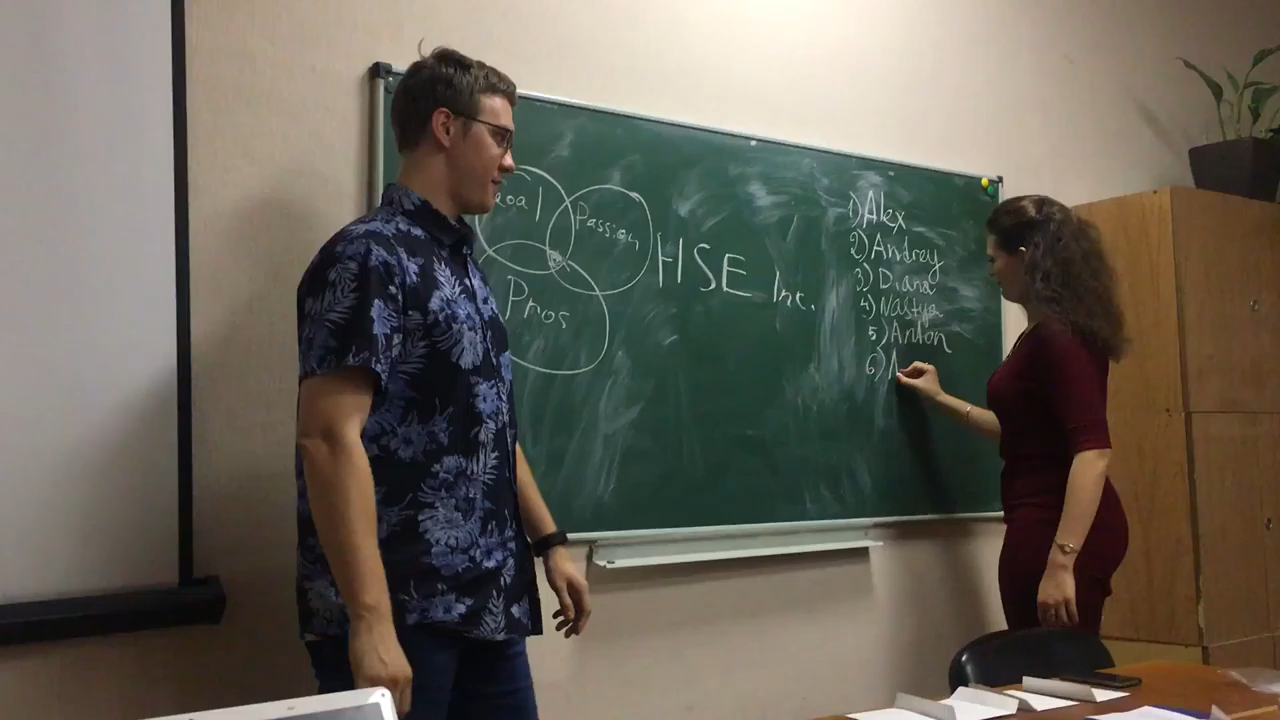 Goal
Passion
Pros
HSE Inc.
1) Alex
2) Andrey
3) Diana
4) Nastya
5) Anton
6) A